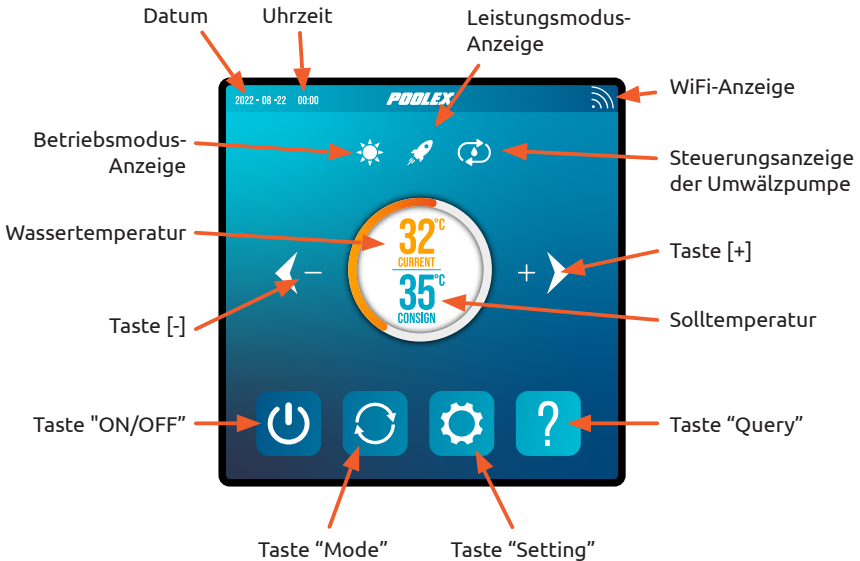 Datum
Uhrzeit
Leistungsmodus-
Anzeige
WiFi-Anzeige
2022 - 08 -22 00:00
POOLEX
Betriebsmodus-
Anzeige
Steuerungsanzeige
der Umwälzpumpe
Wassertemperatur
32°C
CURRENT
35°C
CONSIGN
-
+
Taste [+]
Taste [-]
Solltemperatur
Taste "ON/OFF”
?
Taste “Query”
Taste “Mode”
Taste “Setting”